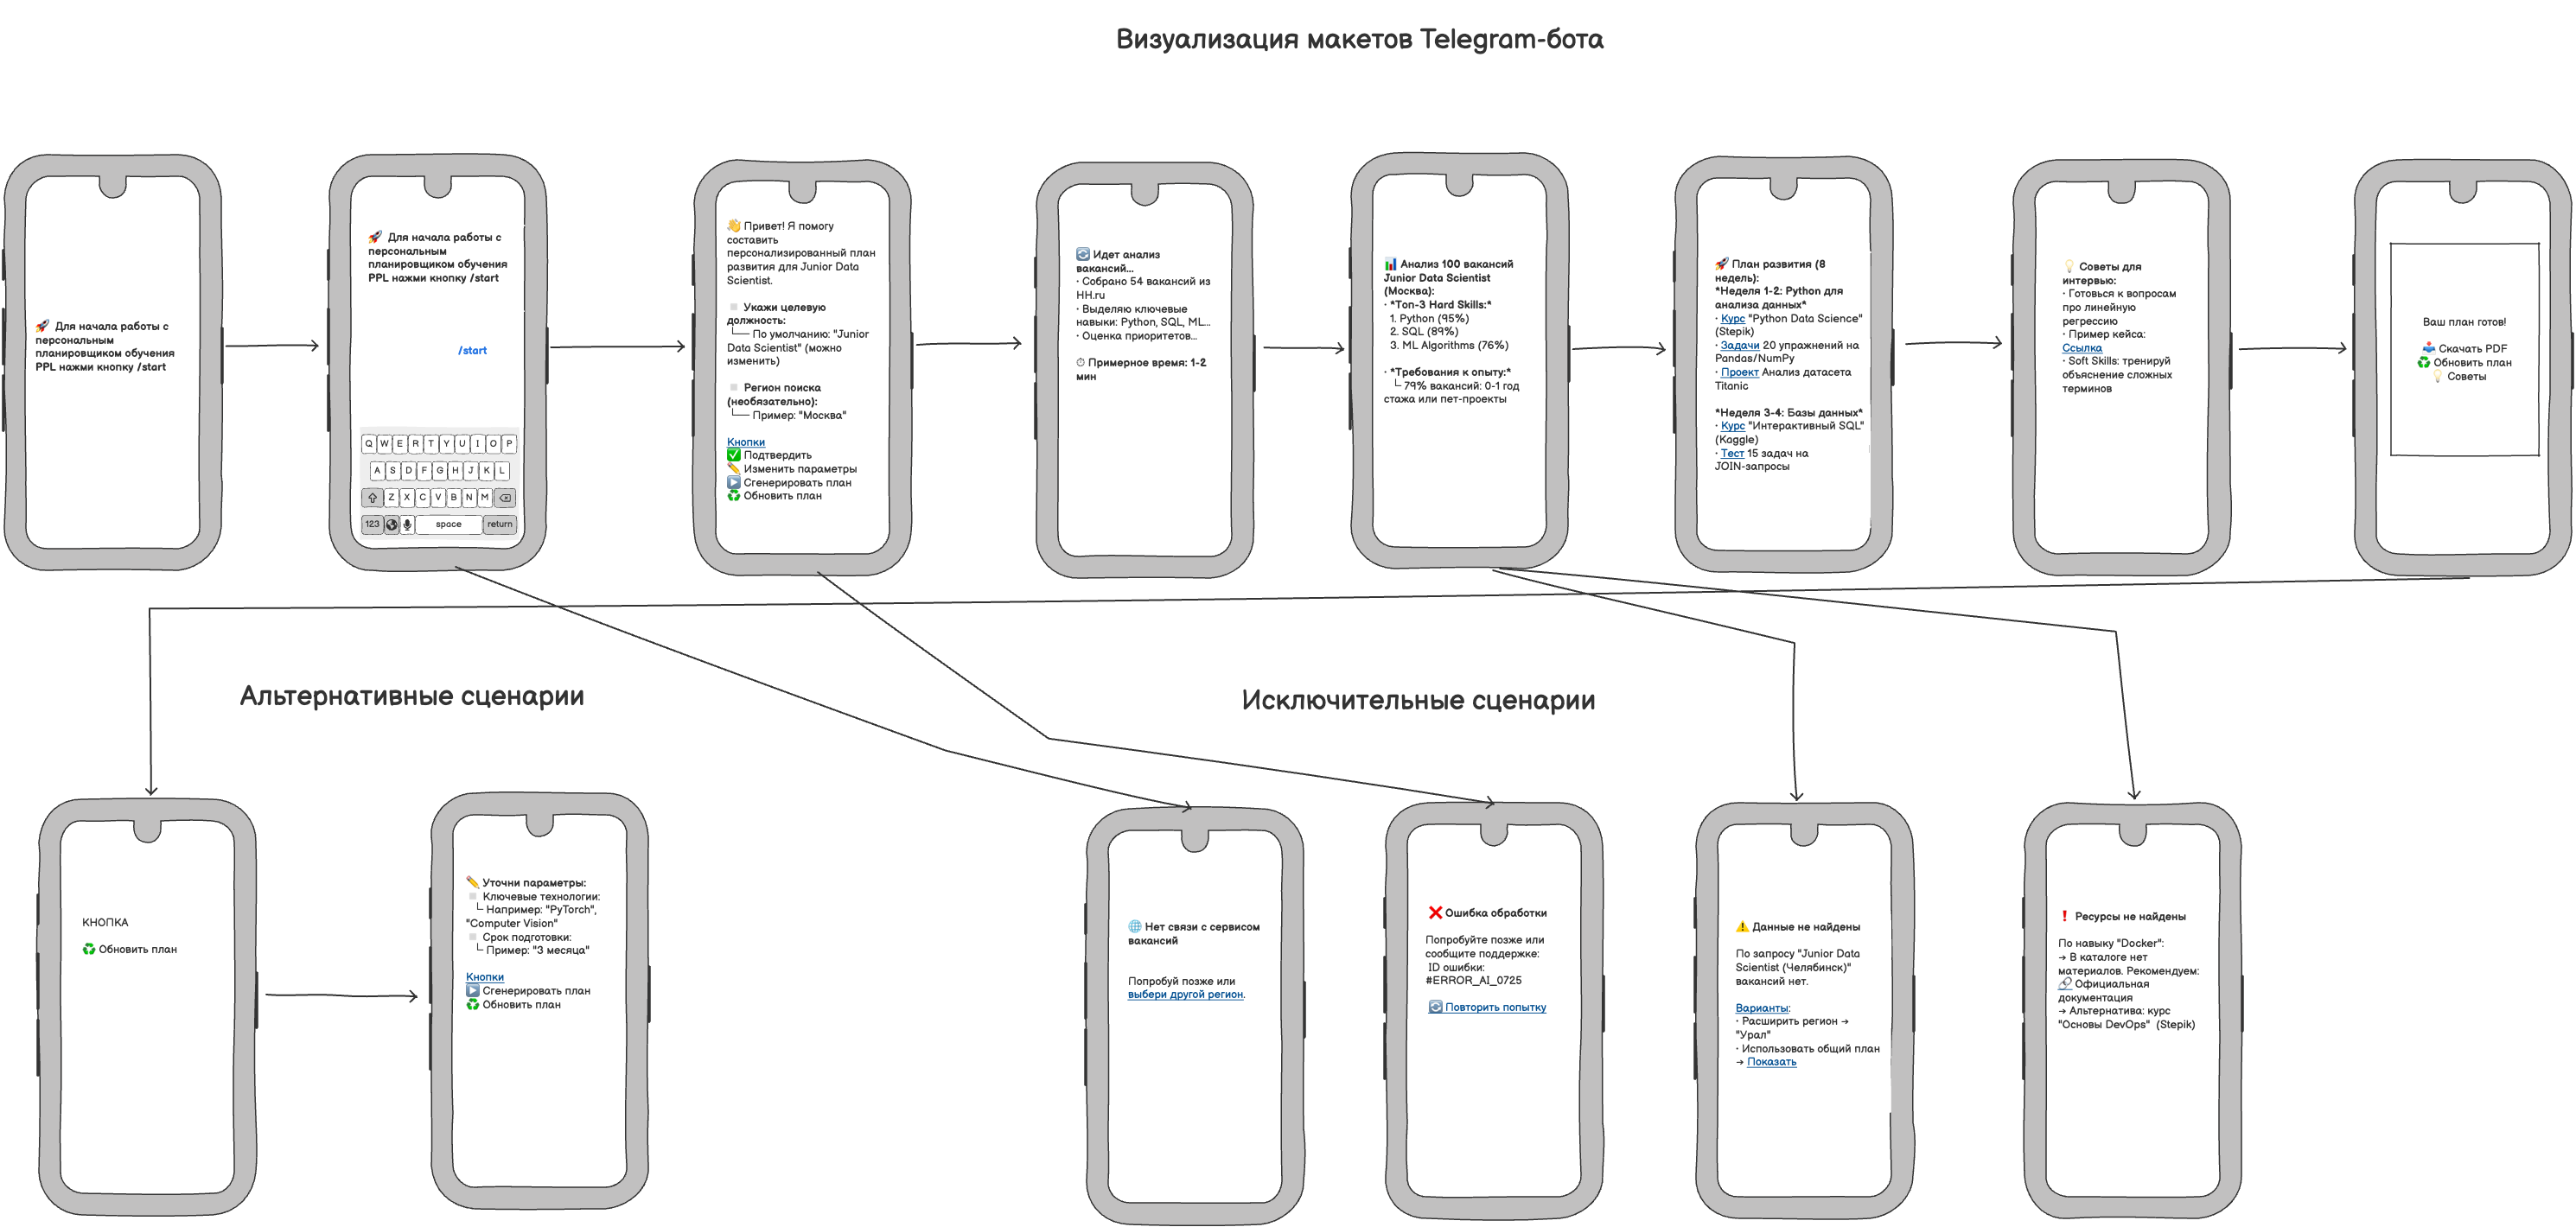 Визуализация макетов Telegram-бота
🚀 Для начала работы с
персональным
планировщиком обучения
PPL нажми кнопку /start
🚀 Для начала работы с
персональным
планировщиком обучения
PPL нажми кнопку /start
/start
Q W E R T Y U I O P
A S D F G H J K L
Z X C V B N M
123 space return
👋 Привет! Я помогу
составить
персонализированный план
развития для Junior Data
Scientist.
▫️ Укажи целевую
должность:
└── По умолчанию: "Junior
Data Scientist" (можно
изменить)
▫️ Регион поиска
(необязательно):
└── Пример: "Москва"
Кнопки
✅ Подтвердить
✏️ Изменить параметры
▶️ Сгенерировать план
♻️ Обновить план
🔄 Идет анализ
вакансий...
· Собрано 54 вакансий из
HH.ru
· Выделяю ключевые
навыки: Python, SQL, ML...
· Оценка приоритетов...
⏱ Примерное время: 1-2
мин
📊 Анализ 100 вакансий
Junior Data Scientist
(Москва):
· *Топ-3 Hard Skills:*
1. Python (95%)
2. SQL (89%)
3. ML Algorithms (76%)
· *Требования к опыту:*
└ 79% вакансий: 0-1 год
стажа или пет-проекты
🚀 План развития (8
недель):
*Неделя 1-2: Python для
анализа данных*
· Курс "Python Data Science"
(Stepik)
· Задачи 20 упражнений на
Pandas/NumPy
· Проект Анализ датасета
Titanic
*Неделя 3-4: Базы данных*
· Курс "Интерактивный SQL"
(Kaggle)
· Тест 15 задач на
JOIN-запросы
💡 Советы для
интервью:
· Готовься к вопросам
про линейную
регрессию
· Пример кейса:
Ссылка
· Soft Skills: тренируй
объяснение сложных
терминов
Ваш план готов!
📥 Скачать PDF
♻️ Обновить план
💡 Советы
Альтернативные сценарии
КНОПКА
♻️ Обновить план
✏️ Уточни параметры:
▫️ Ключевые технологии:
└ Например: "PyTorch",
"Computer Vision"
▫️ Срок подготовки:
└ Пример: "3 месяца"
Кнопки
▶️ Сгенерировать план
♻️ Обновить план
Исключительные сценарии
🌐 Нет связи с сервисом
вакансий
Попробуй позже или
выбери другой регион.
❌ Ошибка обработки
Попробуйте позже или
сообщите поддержке:
ID ошибки:
#ERROR_AI_0725
🔄 Повторить попытку
⚠️ Данные не найдены
По запросу "Junior Data
Scientist (Челябинск)"
вакансий нет.
Варианты:
· Расширить регион →
"Урал"
· Использовать общий план
→ Показать
❗ Ресурсы не найдены
По навыку "Docker":
→ В каталоге нет
материалов. Рекомендуем:
🔗 Официальная
документация
→ Альтернатива: курс
"Основы DevOps" (Stepik)